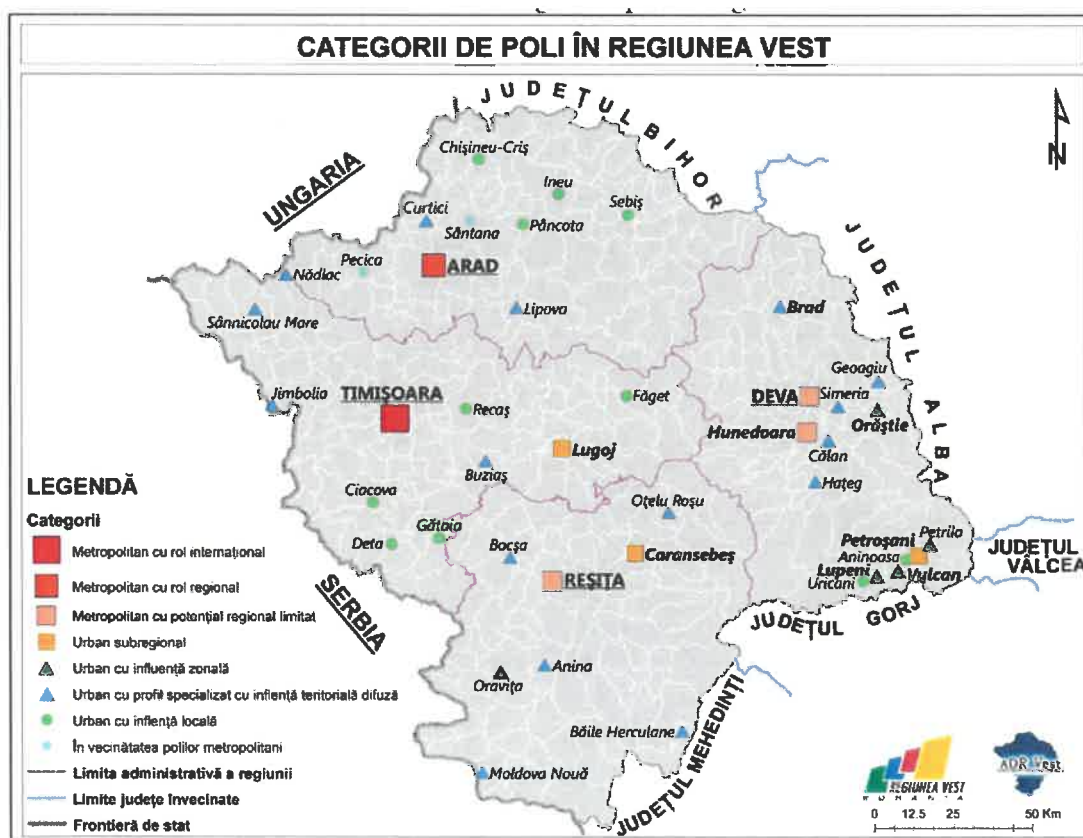 CATEGORII DE POLI ÎN REGIUNEA VEST
JUDEȚUL BIHOR
N
UNGARIA
Chișineu-Criș
Ineu
Sebiș
Curtici
Sântana
Pâncota
JUDEȚUL ALBA
Pecica
ARAD
Nădlac
Sânnicolau Mare
Lipova
Brad
Geoagiu
Jimbolia
TIMIȘOARA
Recaș
Făget
DEVA
Simeria
Orăștie
Hunedoara
Lugoj
Călan
Buziaș
Hațeg
LEGENDĂ
Ciacova
Oțelu Roșu
Categorii
Gătaia
Deta
Bocșa
Caransebeș
Petroșani
Petrila
Aninoasa
JUDEȚUL
VÂLCEA
Metropolitan cu rol internațional
Lupeni
Vulcan
Uricani
REȘIȚA
SERBIA
Metropolitan cu rol regional
JUDEȚUL GORJ
Metropolitan cu potențial regional limitat
Urban subregional
Urban cu influență zonală
Anina
Oravița
Urban cu profil specializat cu inflență teritorială difuză
Urban cu inflență locală
Băile Herculane
JUDEȚUL MEHEDINȚI
În vecinătatea polilor metropolitani
Limita administrativă a regiunii
Moldova Nouă
Limite județe învecinate
Frontieră de stat
REGIUNEA VEST
ROMANIA
ADR Vest
0 12.5 25 50 Km